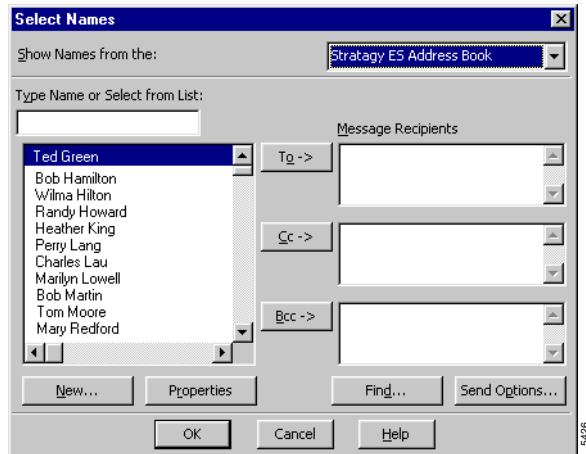 Select Names
Show Names from the:
Stratagy ES Address Book
Type Name or Select from List:
Message Recipients
Ted Green
Bob Hamilton
Wilma Hilton
Randy Howard
Heather King
Perry Lang
Charles Lau
Marilyn Lowell
Bob Martin
Tom Moore
Mary Redford
To ->
Cc ->
Bcc ->
New...
Properties
Find...
Send Options...
OK
Cancel
Help
5426